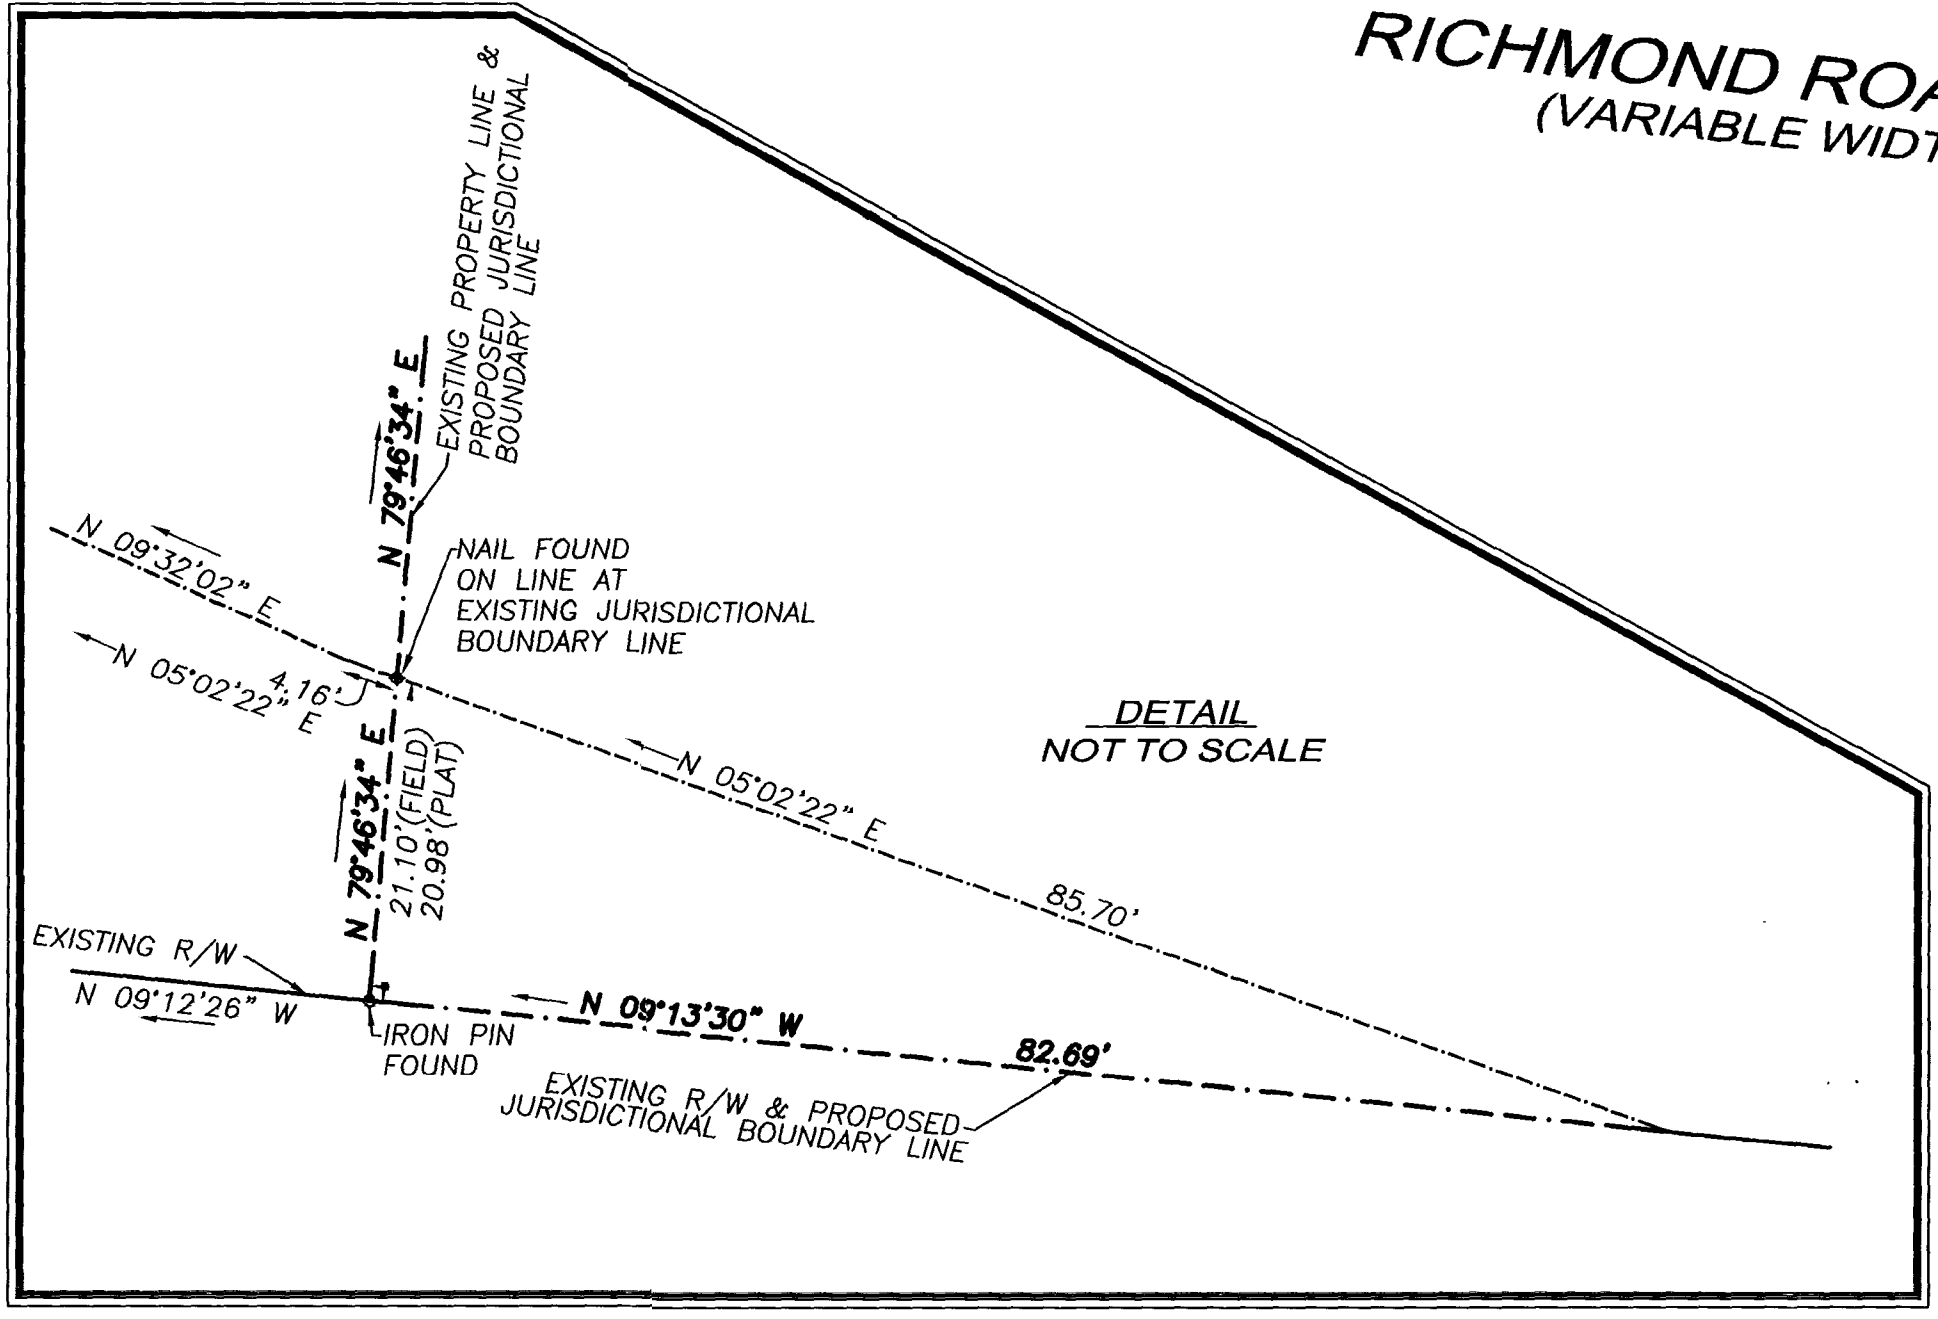 RICHMOND ROA
(VARIABLE WIDT
EXISTING PROPERTY LINE &
PROPOSED JURISDICTIONAL
BOUNDARY LINE
N 79°46'34" E
N 09°32'02" E
NAIL FOUND
ON LINE AT
EXISTING JURISDICTIONAL
BOUNDARY LINE
N 05°02'22" E
4.16'
DETAIL
NOT TO SCALE
N 05°02'22" E
85.70'
N 79°46'34" E
21.10'(FIELD)
20.98'(PLAT)
EXISTING R/W
N 09°12'26" W
IRON PIN
FOUND
N 09°13'30" W
82.69'
EXISTING R/W & PROPOSED
JURISDICTIONAL BOUNDARY LINE